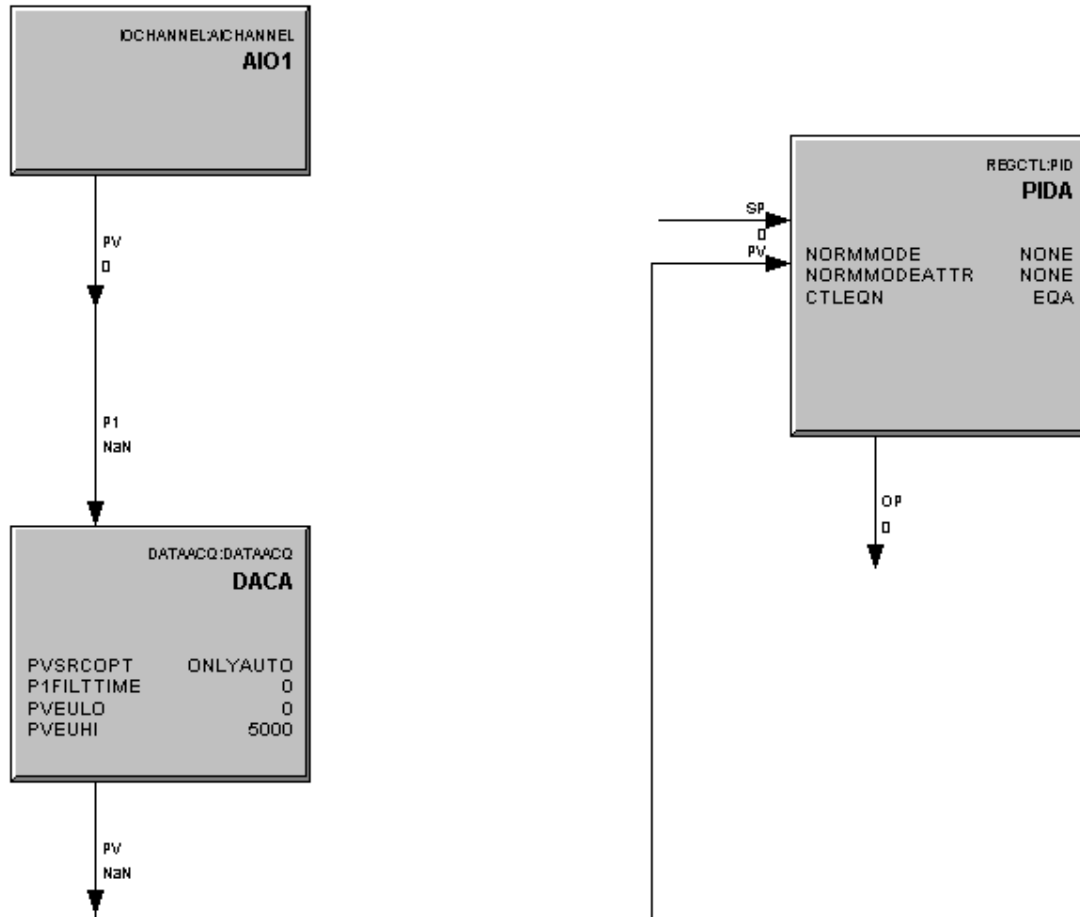 IOCHANNEL:AICHANNEL
AIO1
PV
0
P1
NaN
DATAACQ:DATAACQ
DACA
PVSRCOPT ONLYAUTO
P1FILTTIME 0
PVEULO 0
PVEUHI 5000
PV
NaN
REGCTL:PID
PIDA
SP
0
PV
NORMMODE NONE
NORMMODEATTR NONE
CTLEQN EQA
OP
0